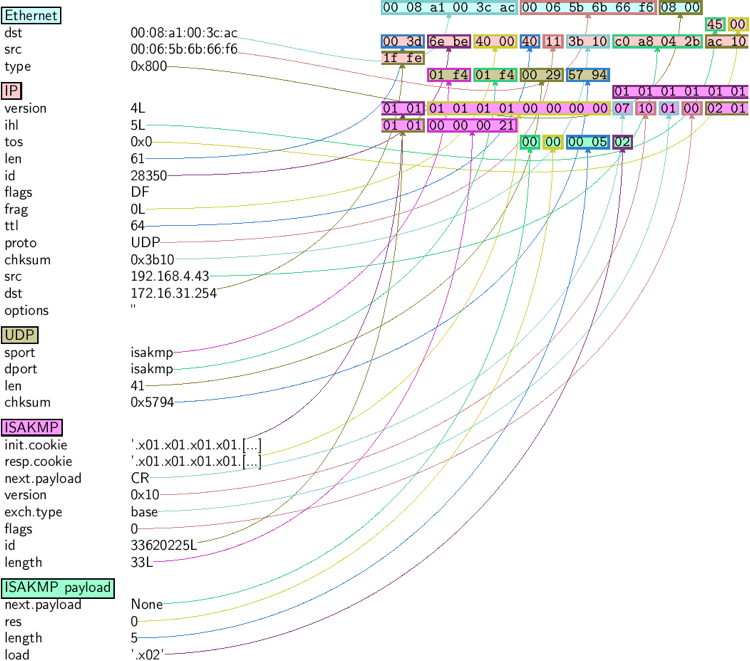 Ethernet
dst 00:08:a1:00:3c:ac
src 00:06:5b:6b:66:f6
type 0x800
IP
version 4L
ihl 5L
tos 0x0
len 61
id 28350
flags DF
frag 0L
ttl 64
proto UDP
chksum 0x3b10
src 192.168.4.43
dst 172.16.31.254
options ''
UDP
sport isakmp
dport isakmp
len 41
chksum 0x5794
ISAKMP
init.cookie '.x01.x01.x01.x01.[...]
resp.cookie '.x01.x01.x01.x01.[...]
next.payload CR
version 0x10
exch.type base
flags 0
id 33620225L
length 33L
ISAKMP payload
next.payload None
res 0
length 5
load '.x02'
00 08 a1 00 3c ac 00 06 5b 6b 66 f6 08 00
45 00
00 3d 6e be 40 00 40 11 3b 10 c0 a8 04 2b ac 10
1f fe
01 f4 01 f4 00 29 57 94
01 01 01 01 01 01
01 01 01 01 01 01 00 00 00 00 07 10 01 00 02 01
01 01 00 00 00 21
00 00 00 05 02